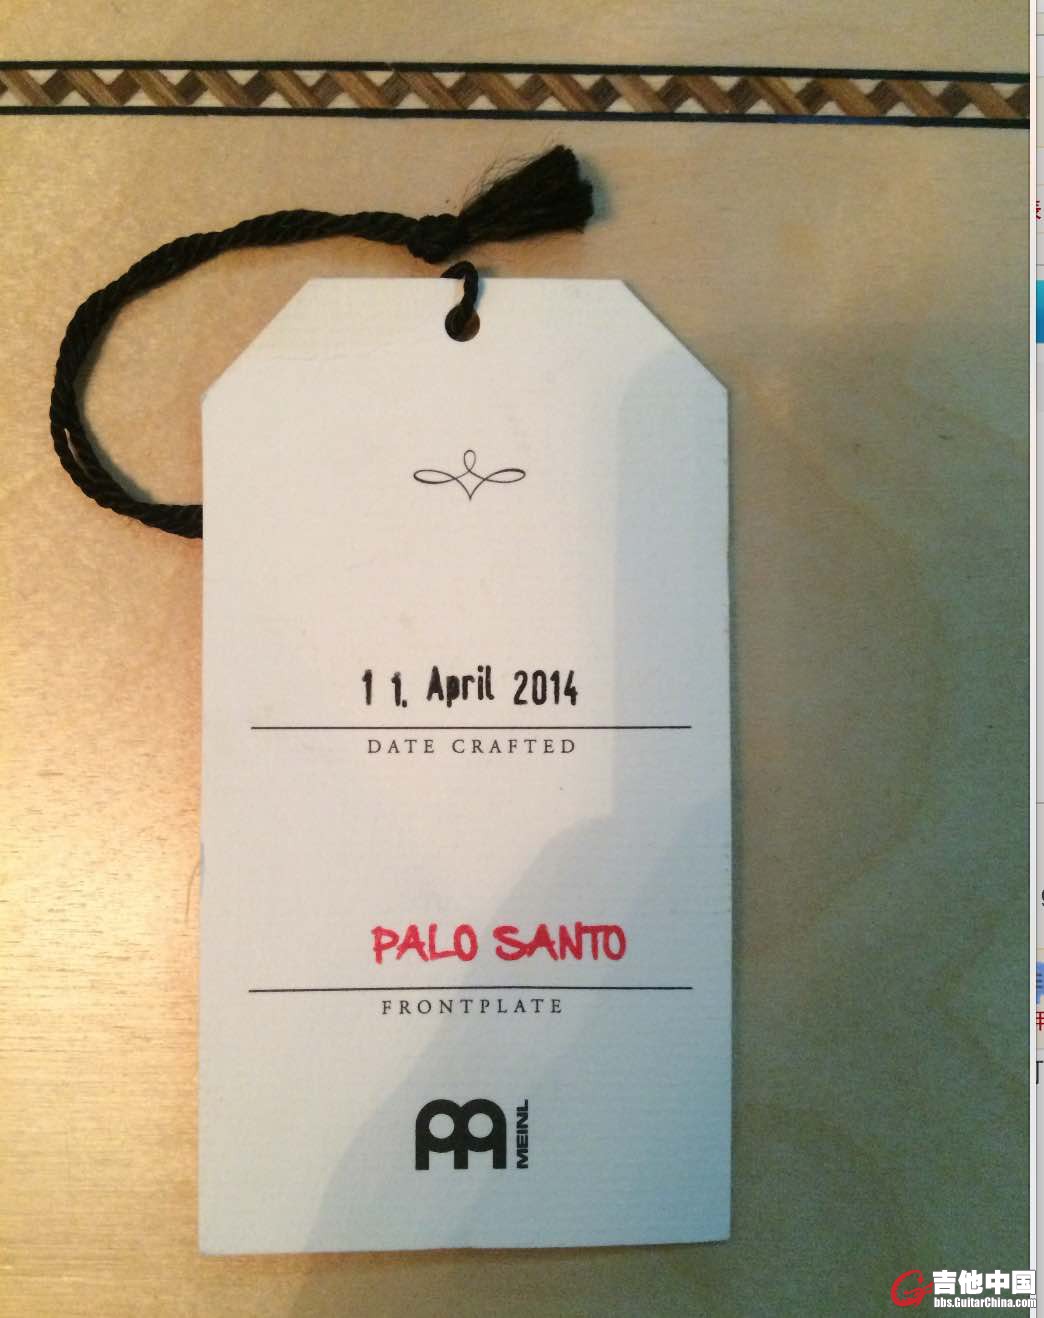 11. April 2014
DATE CRAFTED
PALO SANTO
FRONTPLATE
MEINL
吉他中国
bbs.GuitarChina.com